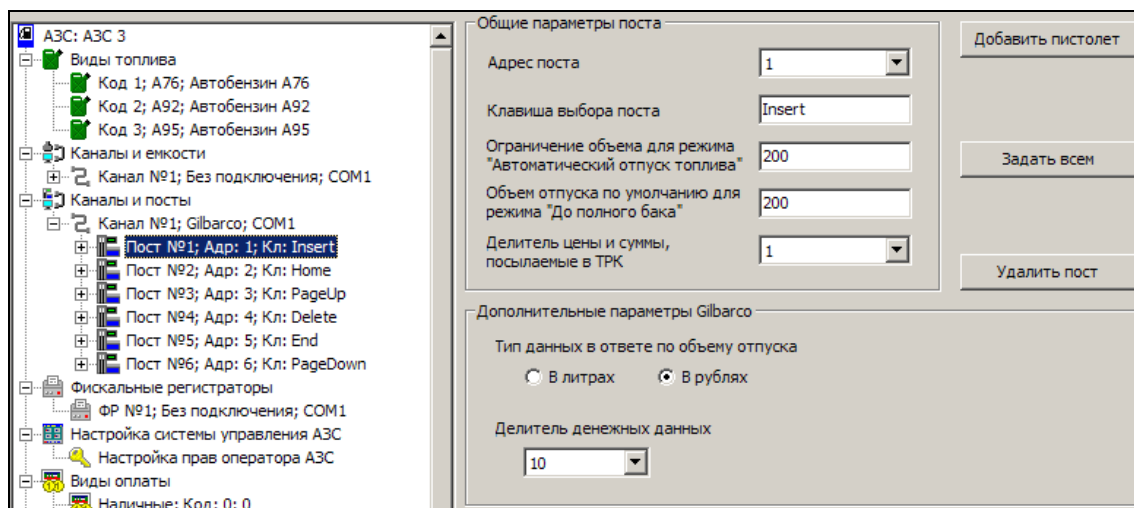 АЗС: АЗС 3
Виды топлива
Код 1; А76; Автобензин А76
Код 2; А92; Автобензин А92
Код 3; А95; Автобензин А95
Каналы и емкости
Канал №1; Без подключения; COM1
Каналы и посты
Канал №1; Gilbarco; COM1
Пост №1; Адр: 1; Кл: Insert
Пост №2; Адр: 2; Кл: Home
Пост №3; Адр: 3; Кл: PageUp
Пост №4; Адр: 4; Кл: Delete
Пост №5; Адр: 5; Кл: End
Пост №6; Адр: 6; Кл: PageDown
Фискальные регистраторы
ФР №1; Без подключения; COM1
Настройка системы управления АЗС
Настройка прав оператора АЗС
Виды оплаты
Наличные; Код: 0; 0
Общие параметры поста
Адрес поста
1
Клавиша выбора поста
Insert
Ограничение объема для режима
"Автоматический отпуск топлива"
200
Объем отпуска по умолчанию для
режима "До полного бака"
200
Делитель цены и суммы,
посылаемые в ТРК
1
Дополнительные параметры Gilbarco
Тип данных в ответе по объему отпуска
В литрах
В рублях
Делитель денежных данных
10
Добавить пистолет
Задать всем
Удалить пост